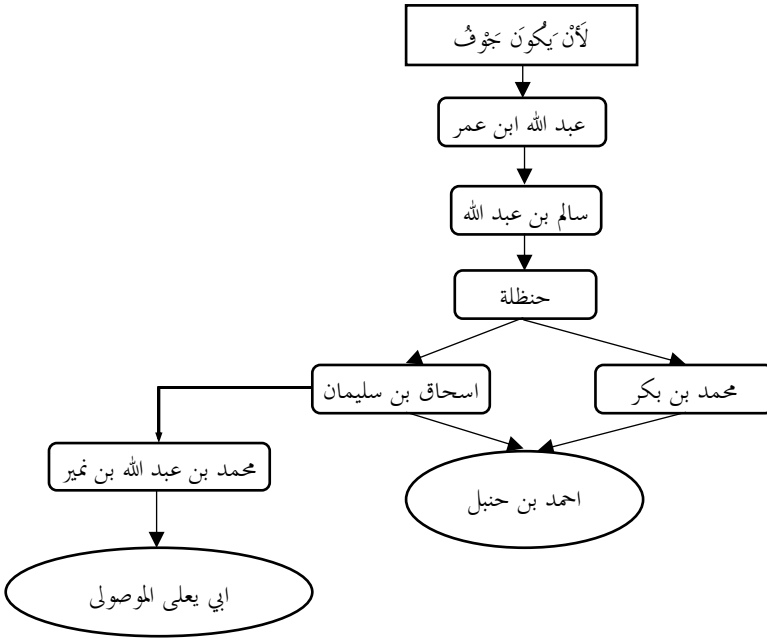 لَأَنْ يَكُونَ جَوْفُ
عبد الله ابن عمر
سالم بن عبد الله
حنظلة
اسحاق بن سليمان
محمد بن بكر
محمد بن عبد الله بن نمير
احمد بن حنبل
ابي يعلى الموصولى